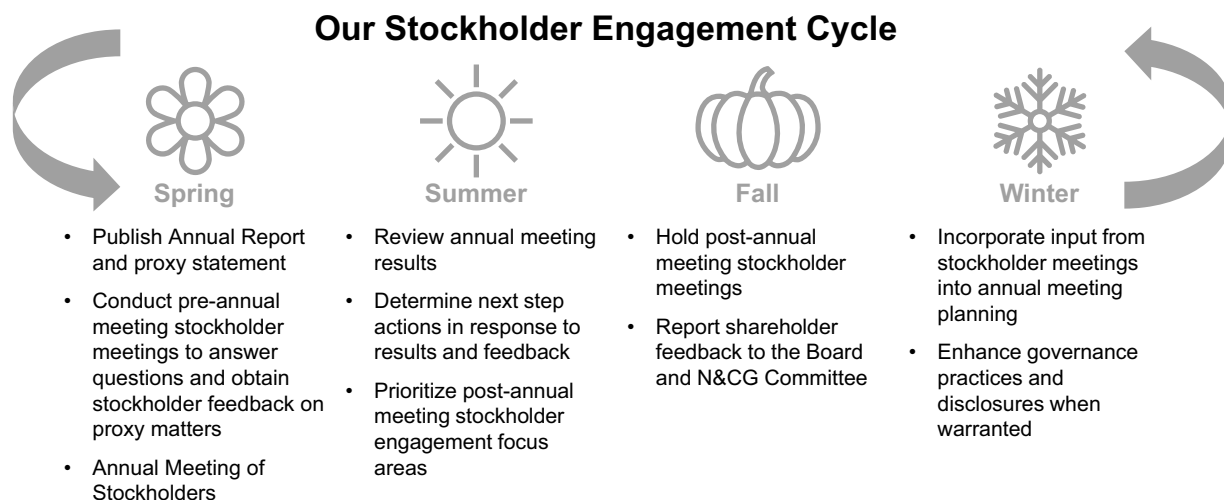 Our Stockholder Engagement Cycle
Spring
• Publish Annual Report
and proxy statement
• Conduct pre-annual
meeting stockholder
meetings to answer
questions and obtain
stockholder feedback on
proxy matters
• Annual Meeting of
Stockholders
Summer
• Review annual meeting
results
• Determine next step
actions in response to
results and feedback
• Prioritize post-annual
meeting stockholder
engagement focus
areas
Fall
• Hold post-annual
meeting stockholder
meetings
• Report shareholder
feedback to the Board
and N&CG Committee
Winter
• Incorporate input from
stockholder meetings
into annual meeting
planning
• Enhance governance
practices and
disclosures when
warranted